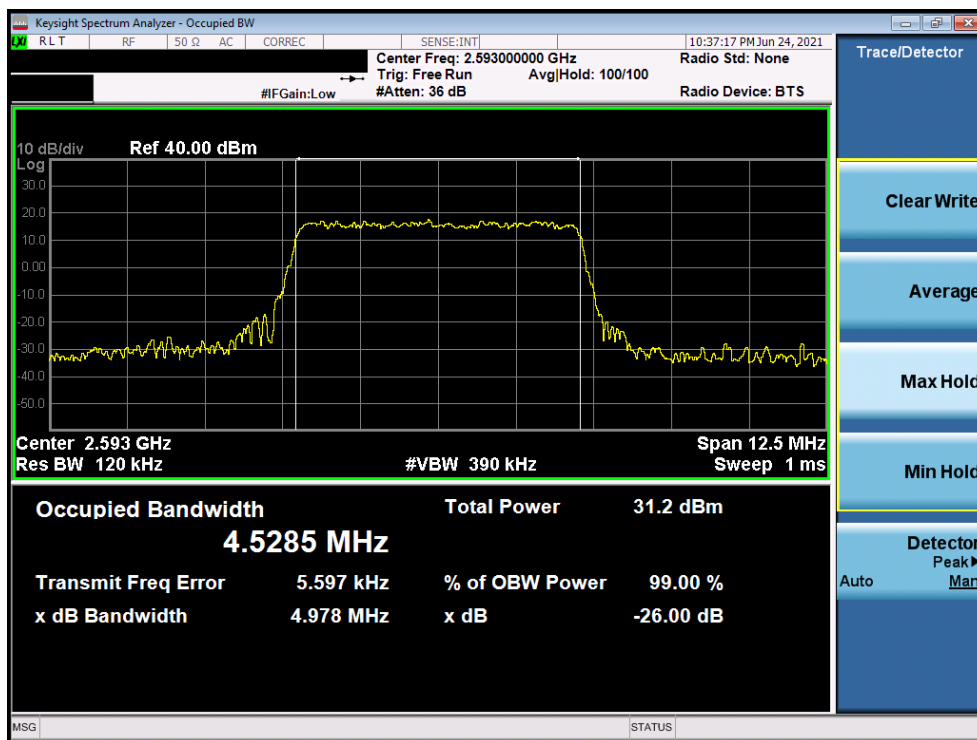 Keysight Spectrum Analyzer - Occupied BW
LXI RLT RF 50 Ω AC CORREC SENSE:INT 10:37:17 PM Jun 24, 2021
Center Freq: 2.593000000 GHz Radio Std: None
Trig: Free Run Avg|Hold: 100/100
#IFGain:Low #Atten: 36 dB Radio Device: BTS
10 dB/div Ref 40.00 dBm
Log
30.0
20.0
10.0
0.00
-10.0
-20.0
-30.0
-40.0
-50.0
Center 2.593 GHz Span 12.5 MHz
Res BW 120 kHz #VBW 390 kHz Sweep 1 ms
Occupied Bandwidth Total Power 31.2 dBm
4.5285 MHz
Transmit Freq Error 5.597 kHz % of OBW Power 99.00 %
x dB Bandwidth 4.978 MHz x dB -26.00 dB
MSG STATUS
Trace/Detector
Clear Write
Average
Max Hold
Min Hold
Detector
Peak▶
Auto Man